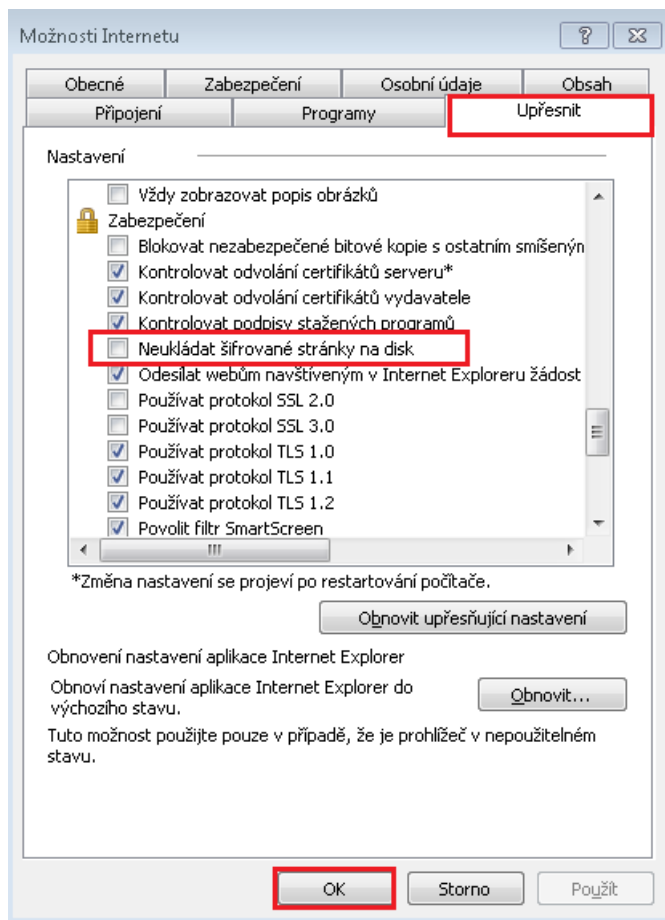 Možnosti Internetu
Obecné
Zabezpečení
Osobní údaje
Obsah
Připojení
Programy
Upřesnit
Nastavení
Vždy zobrazovat popis obrázků
Zabezpečení
Blokovat nezabezpečené bitové kopie s ostatním smíšeným
Kontrolovat odvolání certifikátů serveru*
Kontrolovat odvolání certifikátů vydavatele
Kontrolovat podpisy stažených programů
Neukládat šifrované stránky na disk
Odesílat webům navštíveným v Internet Exploreru žádost
Používat protokol SSL 2.0
Používat protokol SSL 3.0
Používat protokol TLS 1.0
Používat protokol TLS 1.1
Používat protokol TLS 1.2
Povolit filtr SmartScreen
*Změna nastavení se projeví po restartování počítače.
Obnovit upřesňující nastavení
Obnovení nastavení aplikace Internet Explorer
Obnoví nastavení aplikace Internet Explorer do
výchozího stavu.
Obnovit...
Tuto možnost použijte pouze v případě, že je prohlížeč v nepoužitelném
stavu.
OK
Storno
Použít